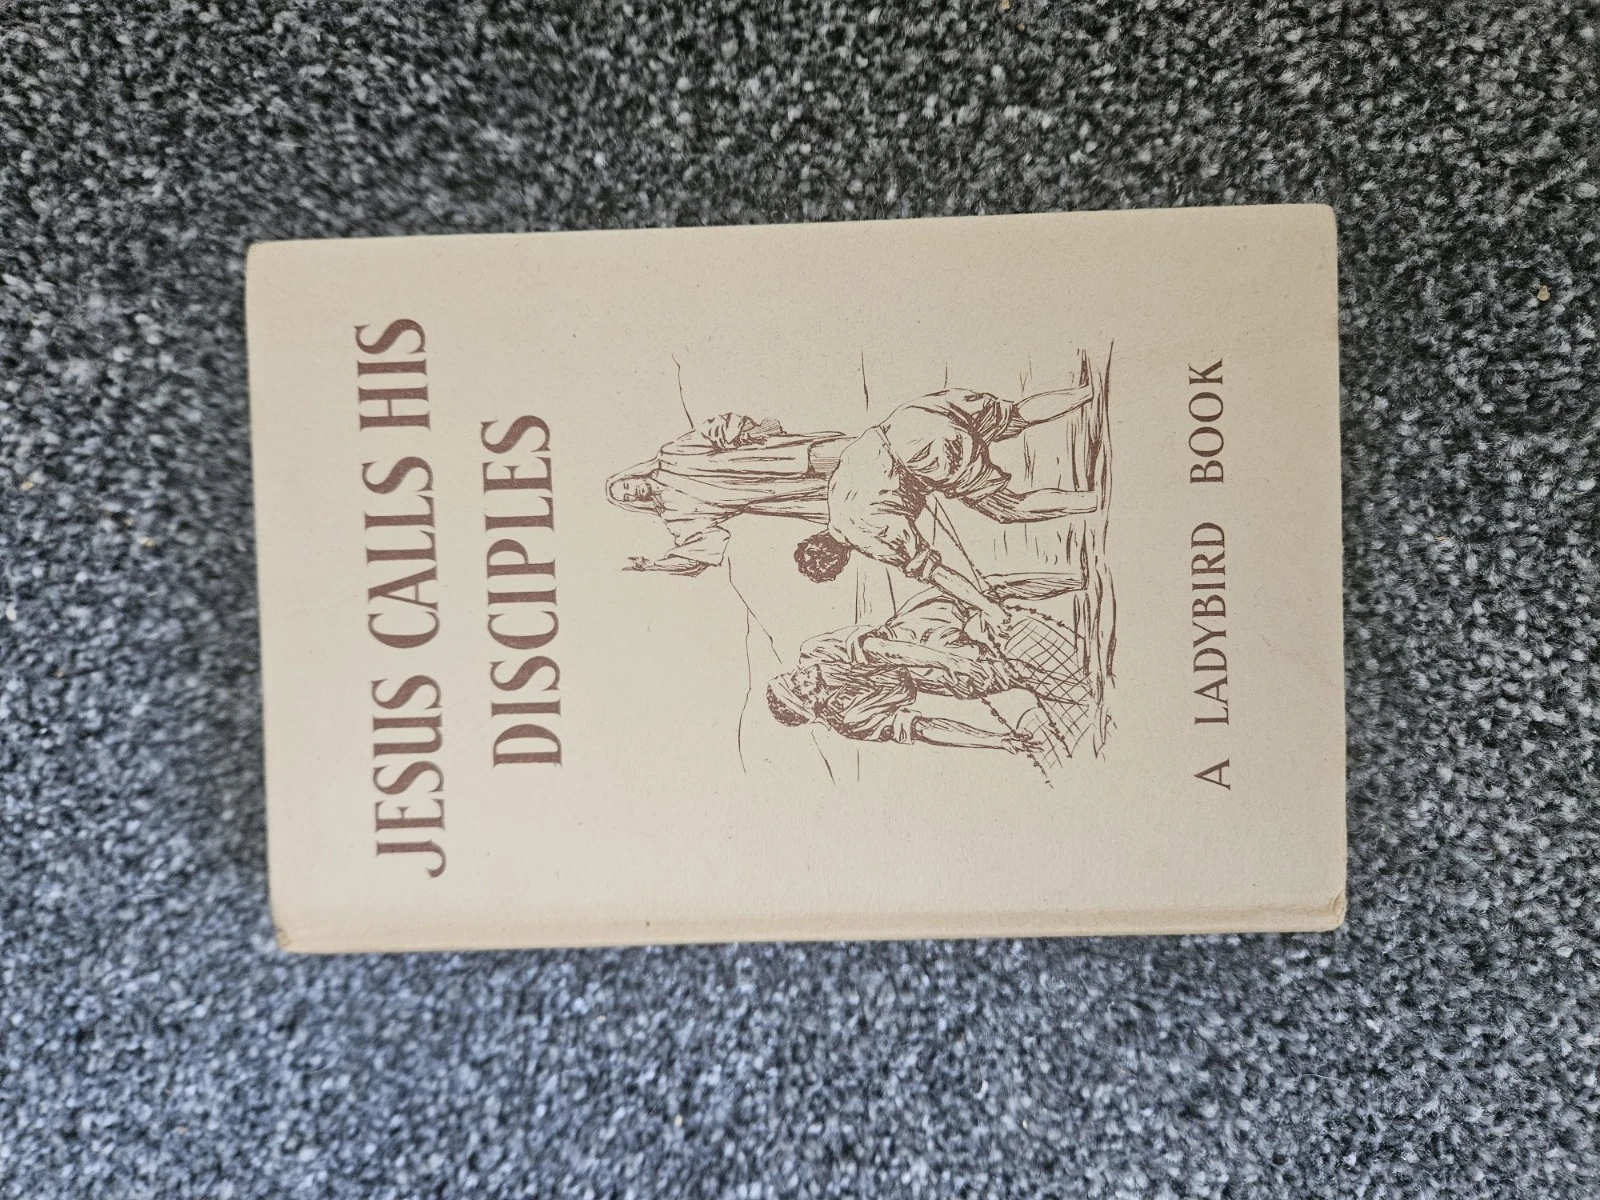 JESUS CALLS HIS
DISCIPLES
A LADYBIRD BOOK